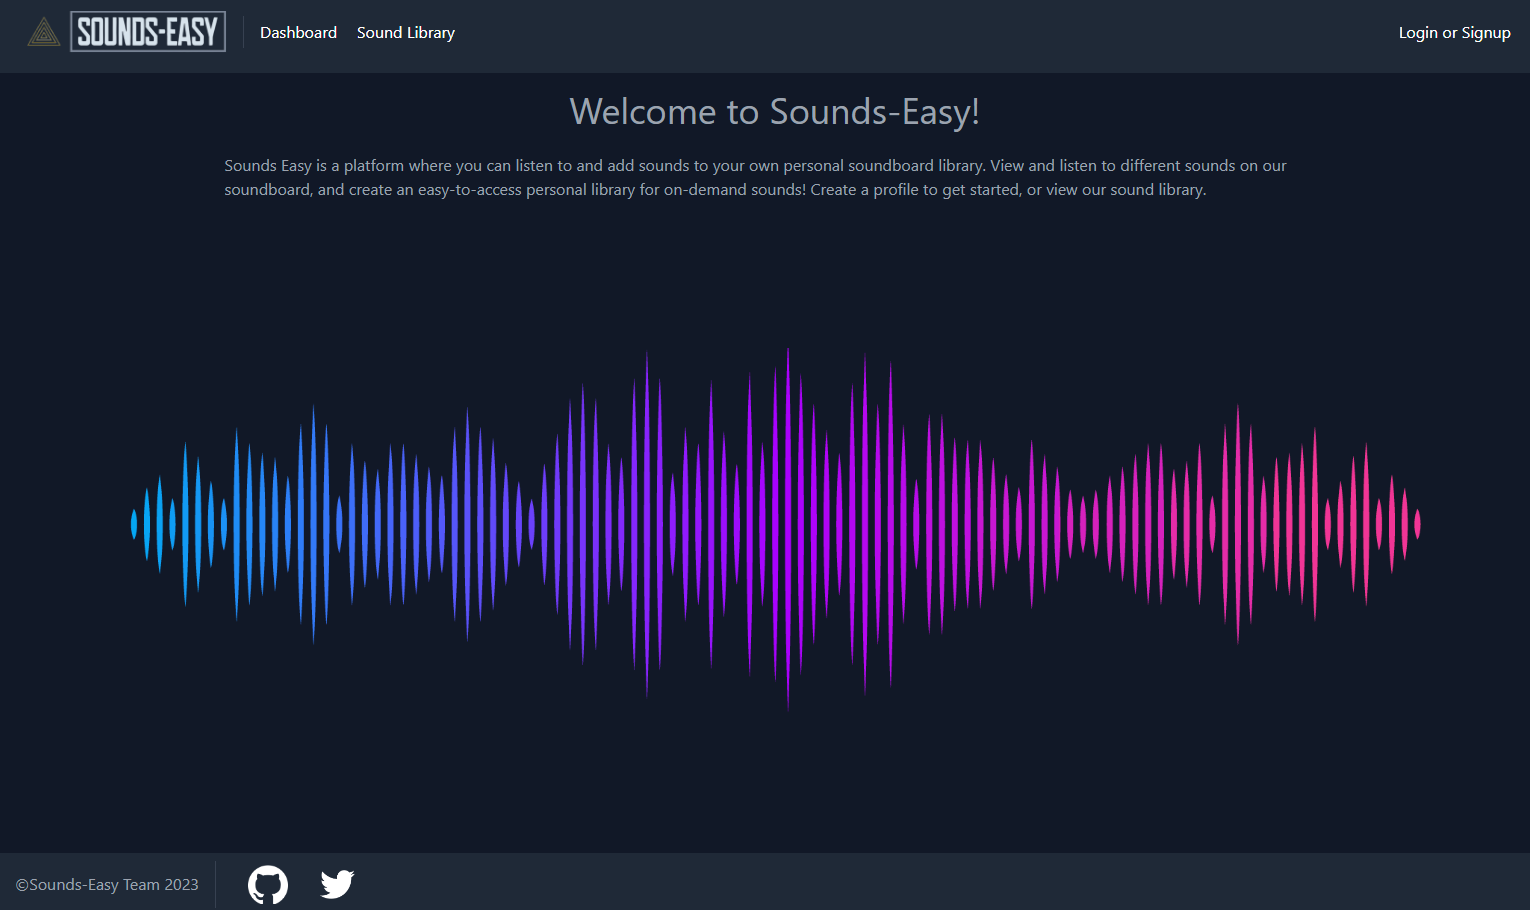 SOUNDS-EASY
Dashboard
Sound Library
Login or Signup
Welcome to Sounds-Easy!
Sounds Easy is a platform where you can listen to and add sounds to your own personal soundboard library. View and listen to different sounds on our
soundboard, and create an easy-to-access personal library for on-demand sounds! Create a profile to get started, or view our sound library.
©Sounds-Easy Team 2023